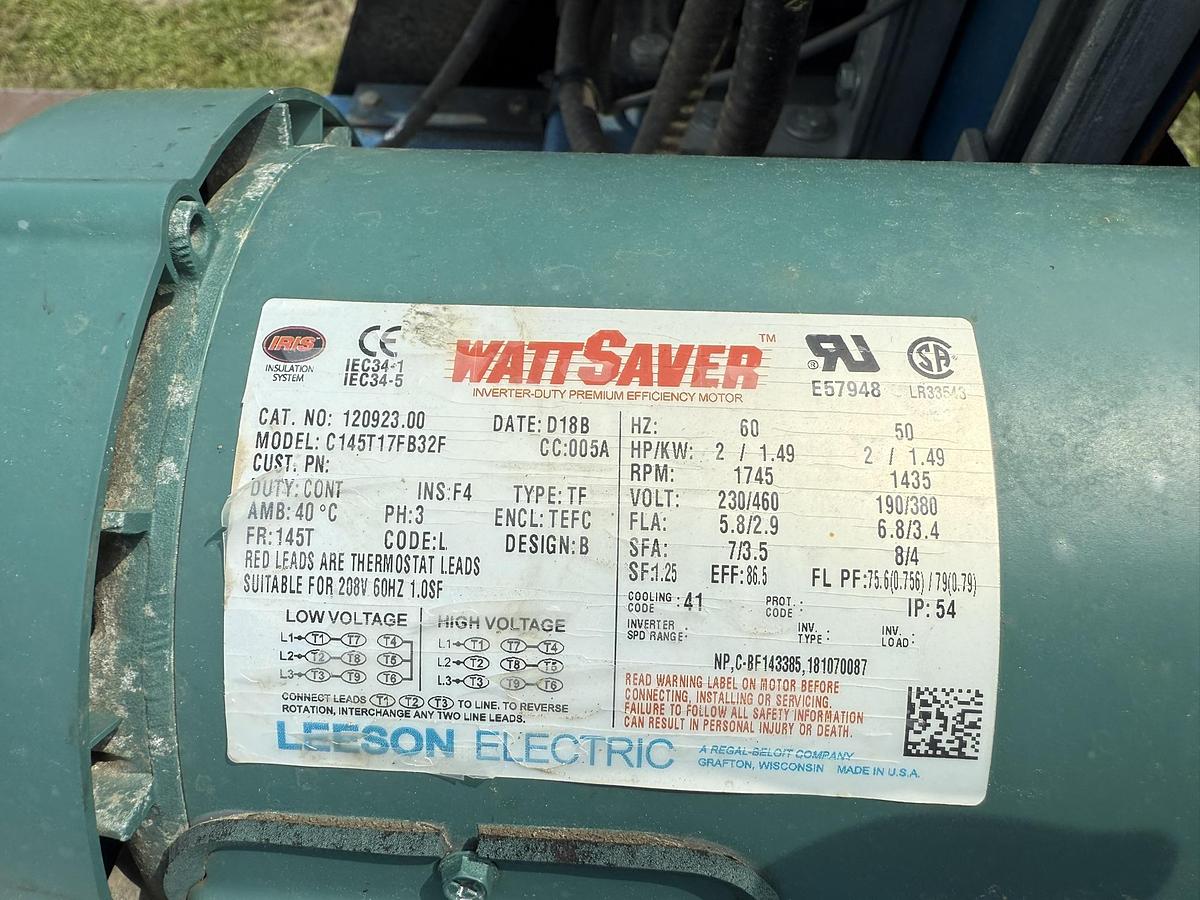 IRIS™
INSULATION
SYSTEM
CE
IEC34-1
IEC34-5
WATTSAVER™
INVERTER-DUTY PREMIUM EFFICIENCY MOTOR
® RU
E57948
SA
LR33543
CAT. NO: 120923.00 DATE: D18B
MODEL: C145T17FB32F CC:005A
CUST. PN:
DUTY: CONT INS:F4 TYPE: TF
AMB: 40 °C PH:3 ENCL: TEFC
FR: 145T CODE:L DESIGN: B
RED LEADS ARE THERMOSTAT LEADS
SUITABLE FOR 208V 60HZ 1.0SF
LOW VOLTAGE
L1 T1 T7 T4
L2 T2 T8 T5
L3 T3 T9 T6
HIGH VOLTAGE
L1 T1 T7 T4
L2 T2 T8 T5
L3 T3 T9 T6
CONNECT LEADS T1 T2 T3 TO LINE. TO REVERSE
ROTATION, INTERCHANGE ANY TWO LINE LEADS.
HZ: 60 50
HP/KW: 2 / 1.49 2 / 1.49
RPM: 1745 1435
VOLT: 230/460 190/380
FLA: 5.8/2.9 6.8/3.4
SFA: 7/3.5 8/4
SF:1.25 EFF: 86.5 FL PF:75.6(0.756) / 79(0.79)
COOLING CODE : 41 PROT. CODE : IP: 54
INVERTER SPD RANGE: INV. TYPE : INV. LOAD :
NP,C-BF143385,181070087
READ WARNING LABEL ON MOTOR BEFORE
CONNECTING, INSTALLING OR SERVICING.
FAILURE TO FOLLOW ALL SAFETY INFORMATION
CAN RESULT IN PERSONAL INJURY OR DEATH.
LEESON ELECTRIC
A REGAL-BELOIT COMPANY
GRAFTON, WISCONSIN MADE IN U.S.A.